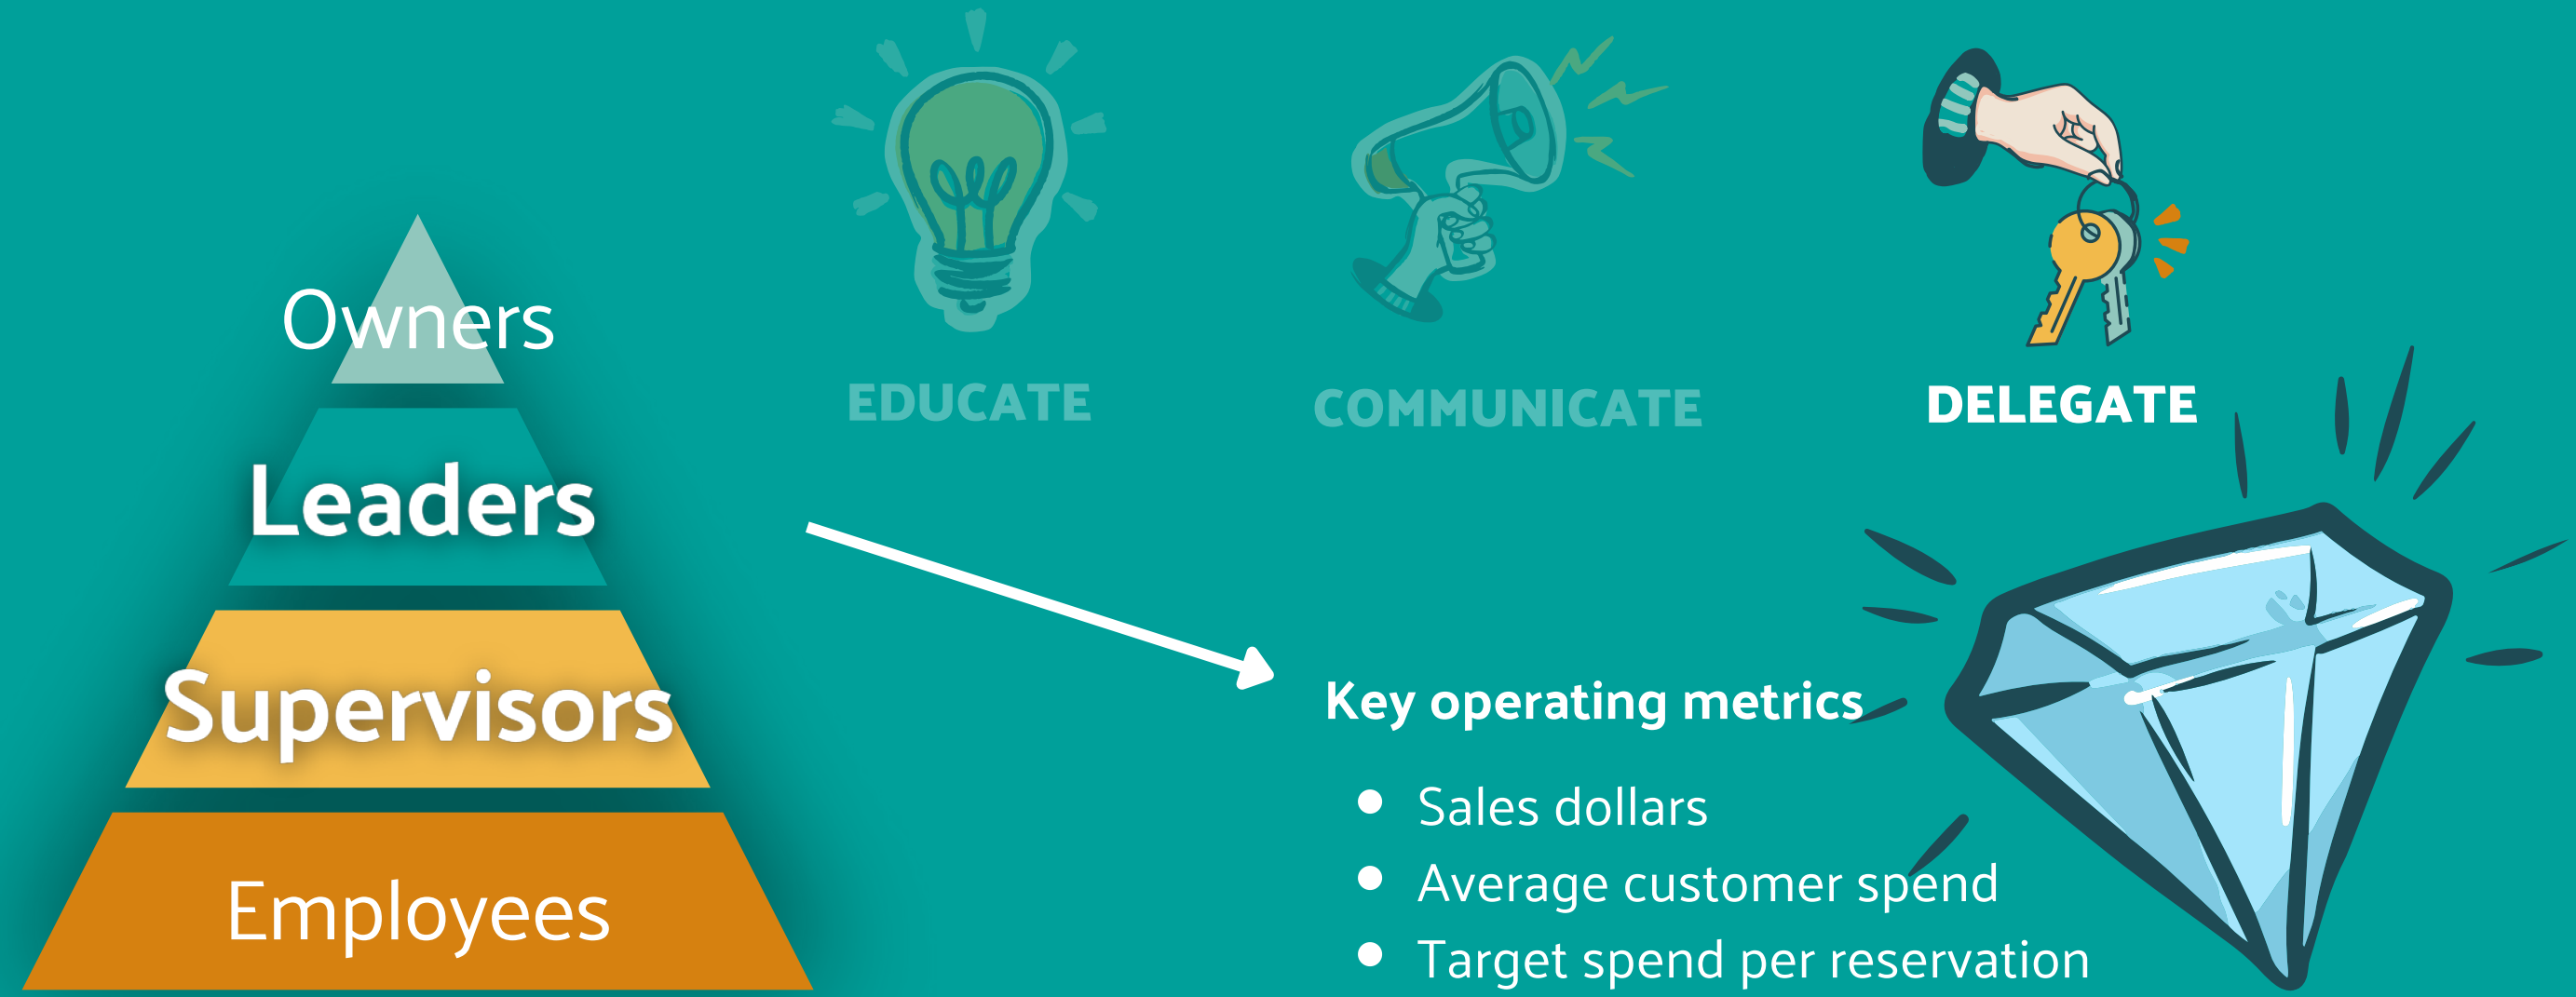 EDUCATE
COMMUNICATE
DELEGATE
Owners
Leaders
Supervisors
Employees
Key operating metrics
Sales dollars
Average customer spend
Target spend per reservation